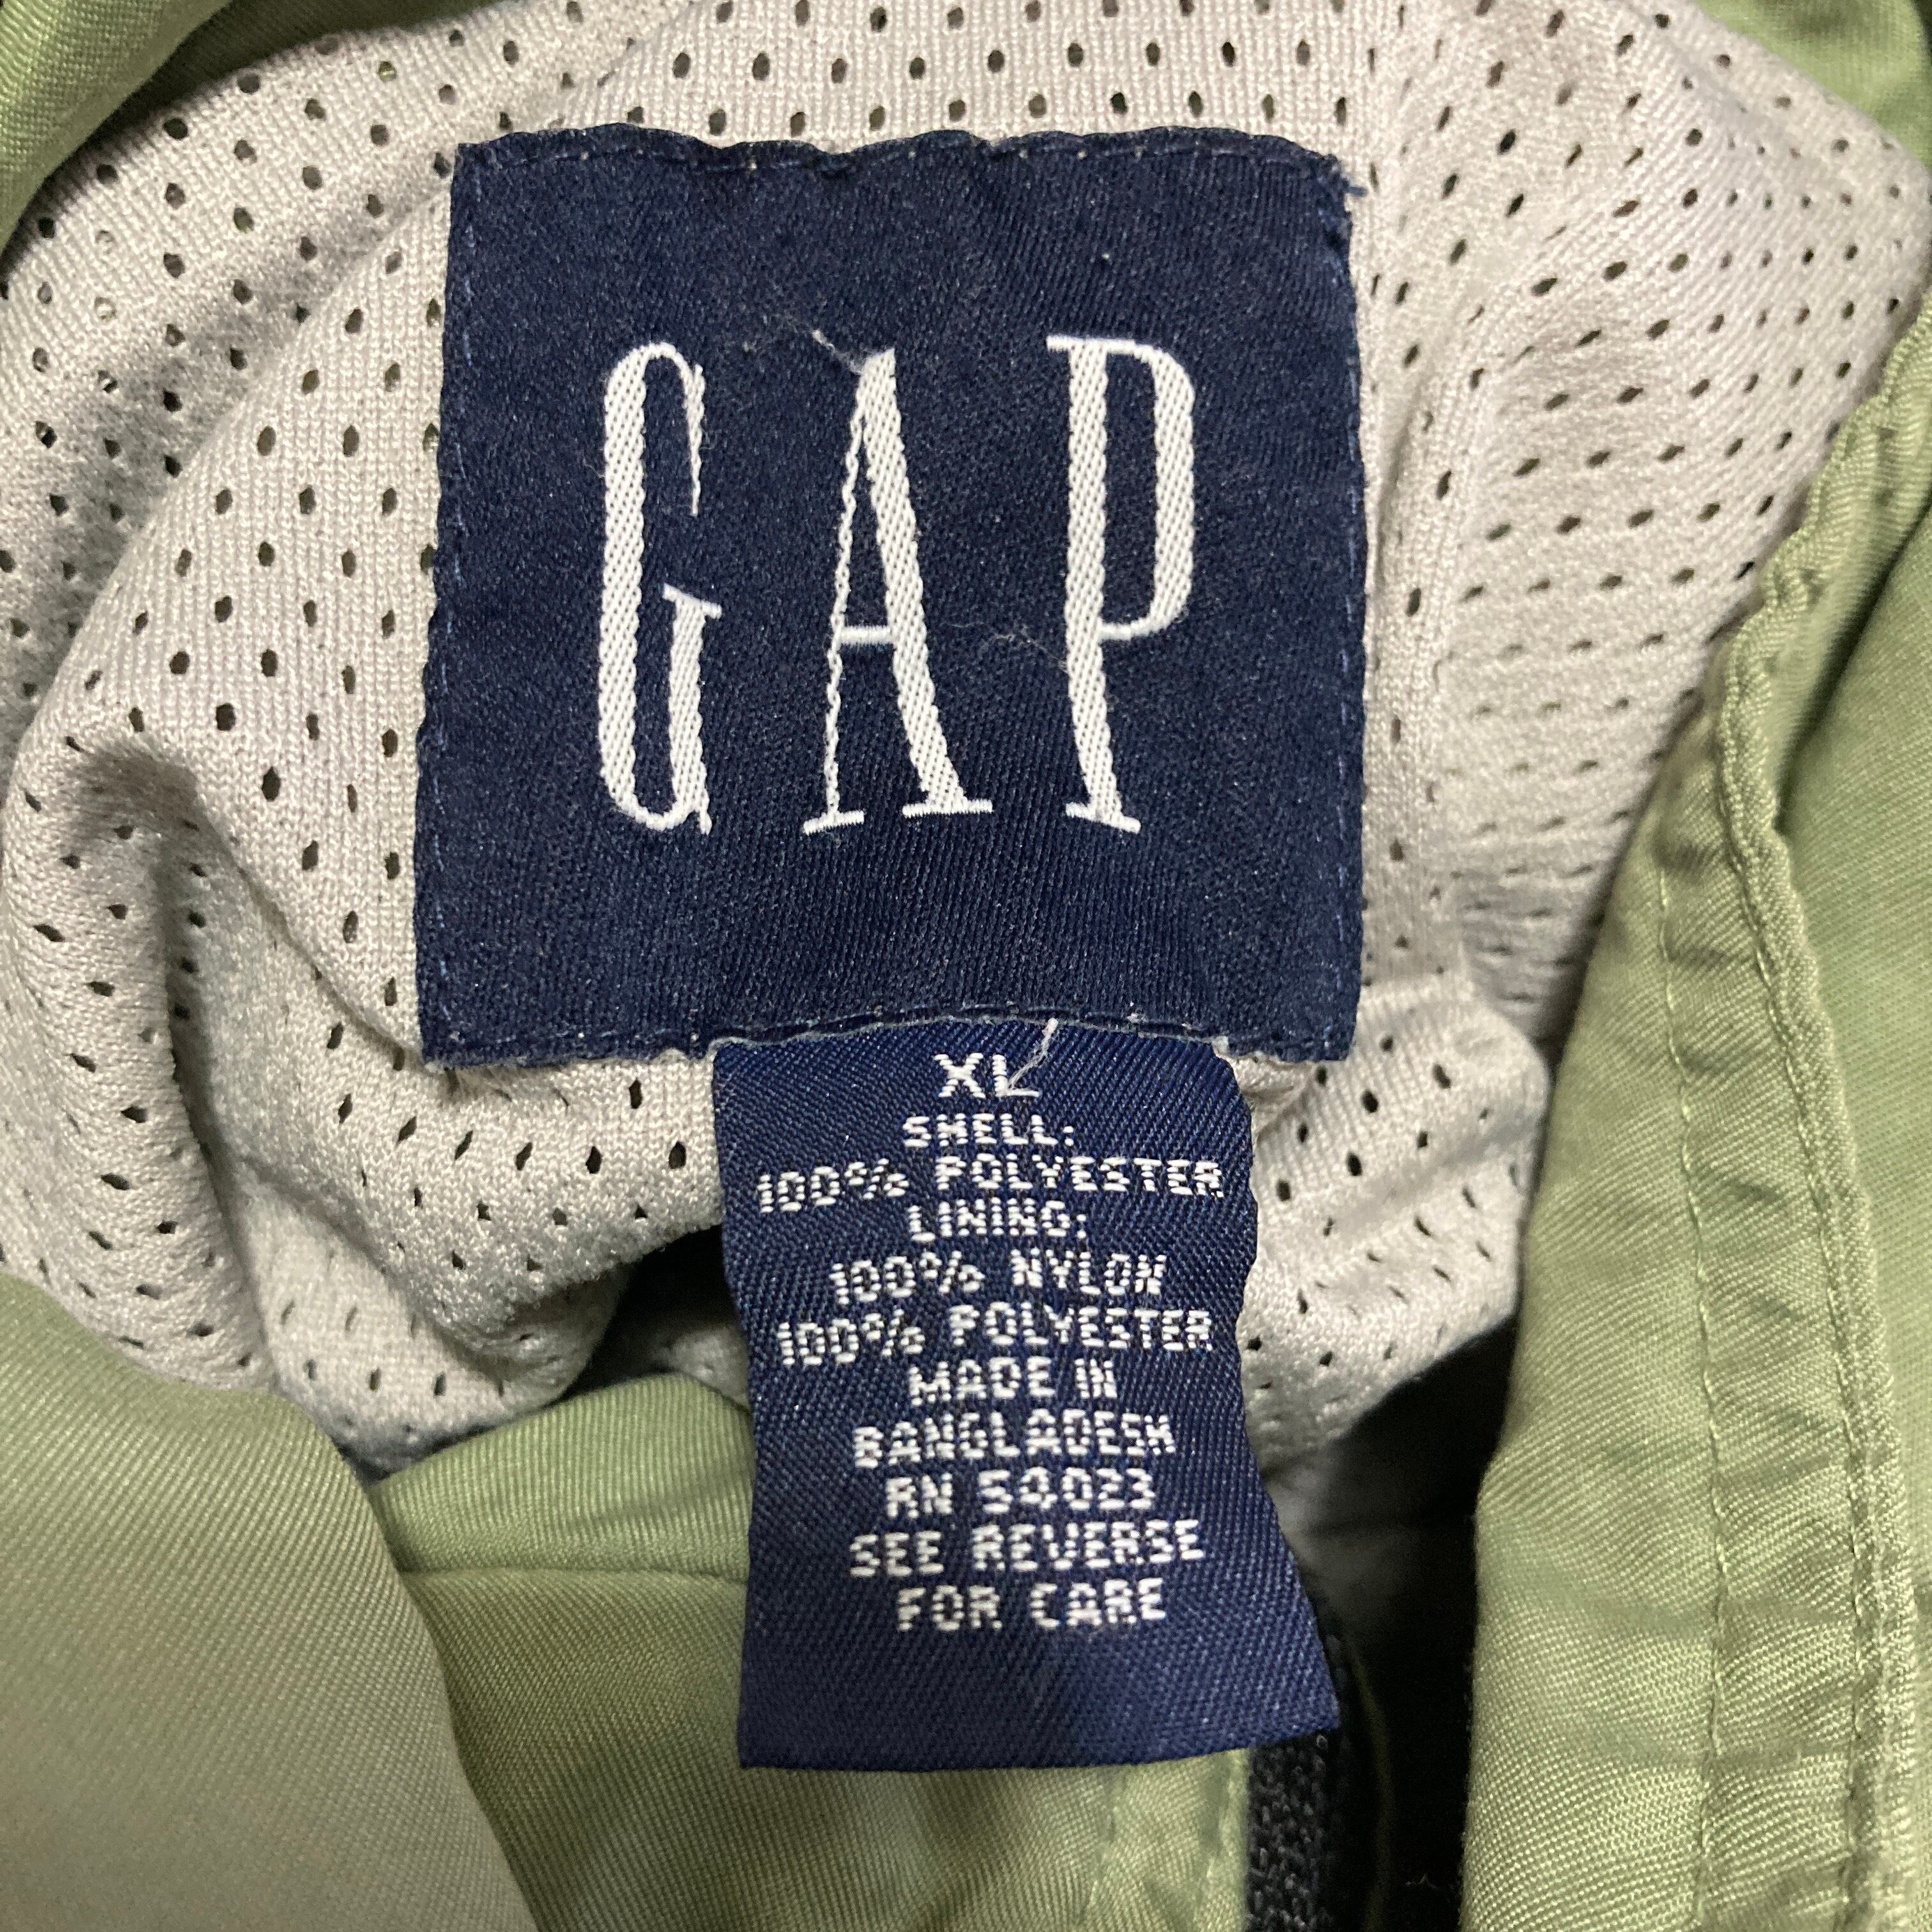 GAP
XL
SHELL:
100% POLYESTER
LINING:
100% NYLON
100% POLYESTER
MADE IN
BANGLADESH
RN 54023
SEE REVERSE
FOR CARE